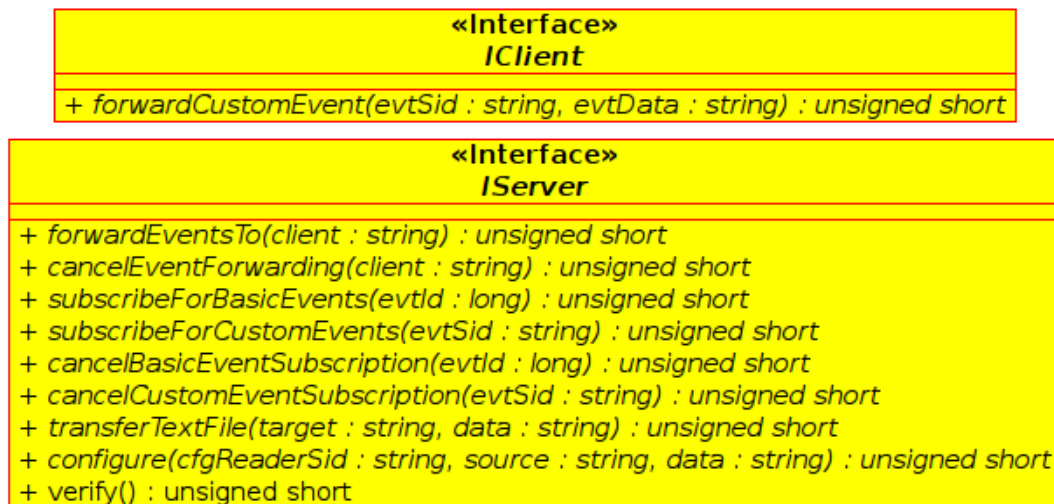 «Interface»
IClient
+ forwardCustomEvent(evtSid : string, evtData : string) : unsigned short
«Interface»
IServer
+ forwardEventsTo(client : string) : unsigned short
+ cancelEventForwarding(client : string) : unsigned short
+ subscribeForBasicEvents(evtId : long) : unsigned short
+ subscribeForCustomEvents(evtSid : string) : unsigned short
+ cancelBasicEventSubscription(evtId : long) : unsigned short
+ cancelCustomEventSubscription(evtSid : string) : unsigned short
+ transferTextFile(target : string, data : string) : unsigned short
+ configure(cfgReaderSid : string, source : string, data : string) : unsigned short
+ verify() : unsigned short